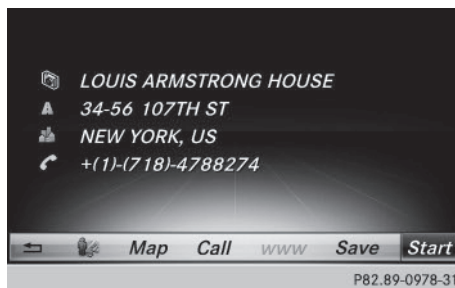 LOUIS ARMSTRONG HOUSE
A 34-56 107TH ST
NEW YORK, US
+(1)-(718)-4788274
Map Call www Save Start
P82.89-0978-31